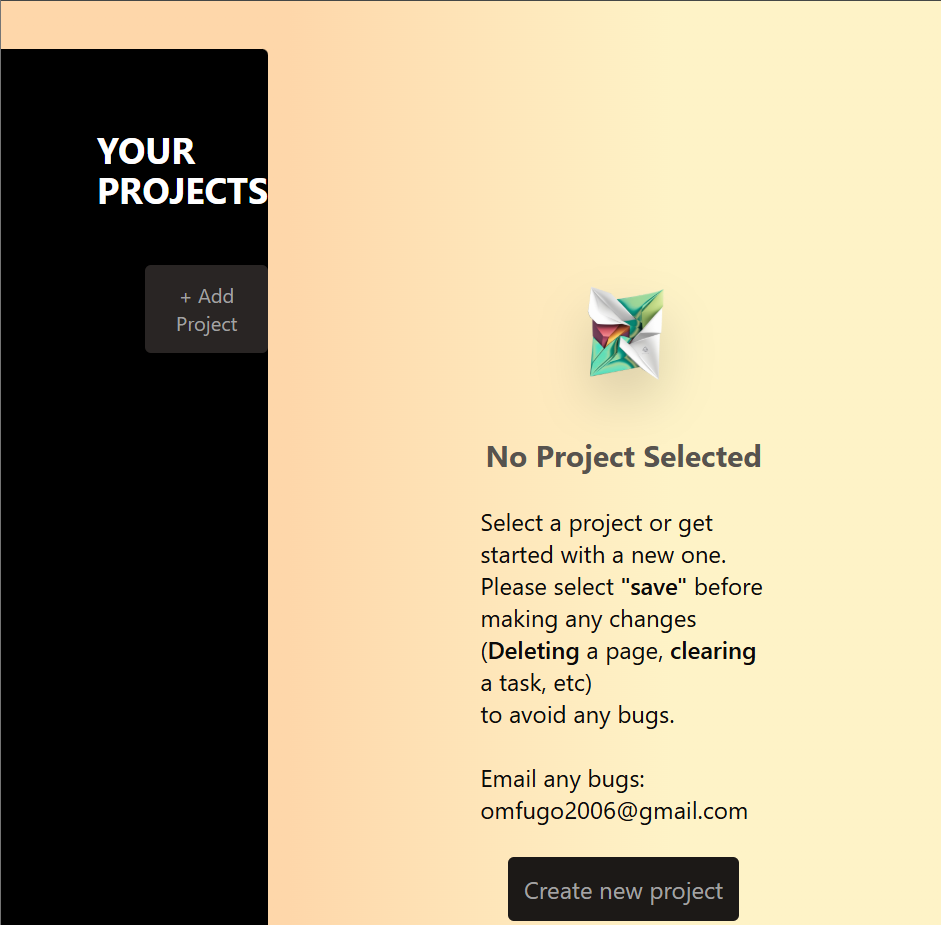 YOUR
PROJECTS
+ Add
Project
No Project Selected
Select a project or get
started with a new one.
Please select "save" before
making any changes
(Deleting a page, clearing
a task, etc)
to avoid any bugs.
Email any bugs:
omfugo2006@gmail.com
Create new project